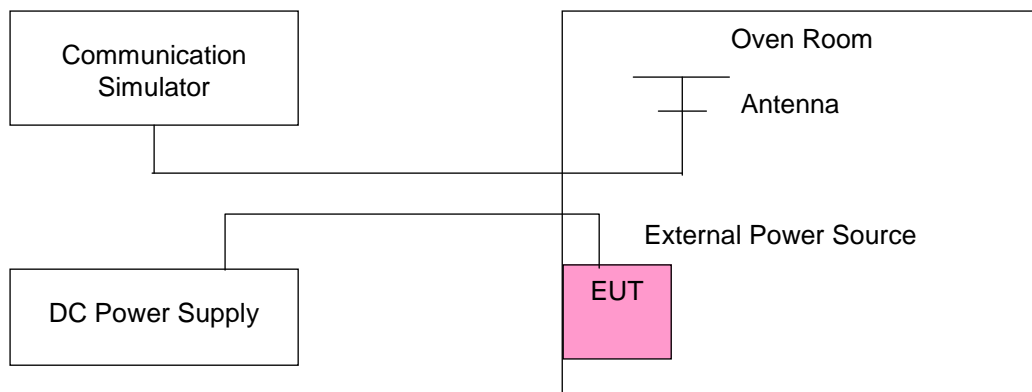 Communication
Simulator
Oven Room
Antenna
External Power Source
DC Power Supply
EUT